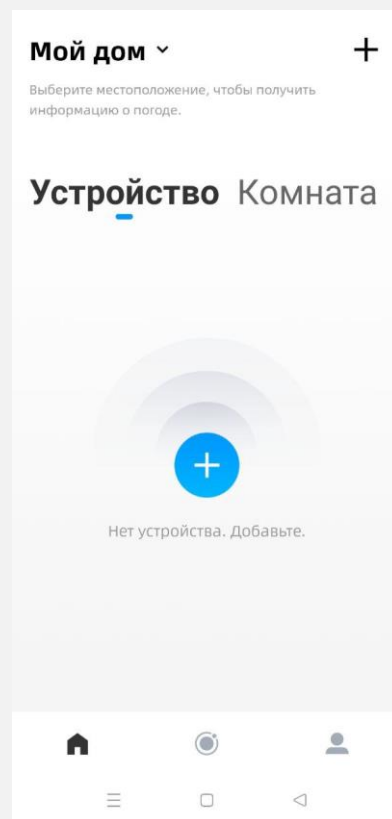 Мой дом
Выберите местоположение, чтобы получить
информацию о погоде.
Устройство Комната
Нет устройства. Добавьте.